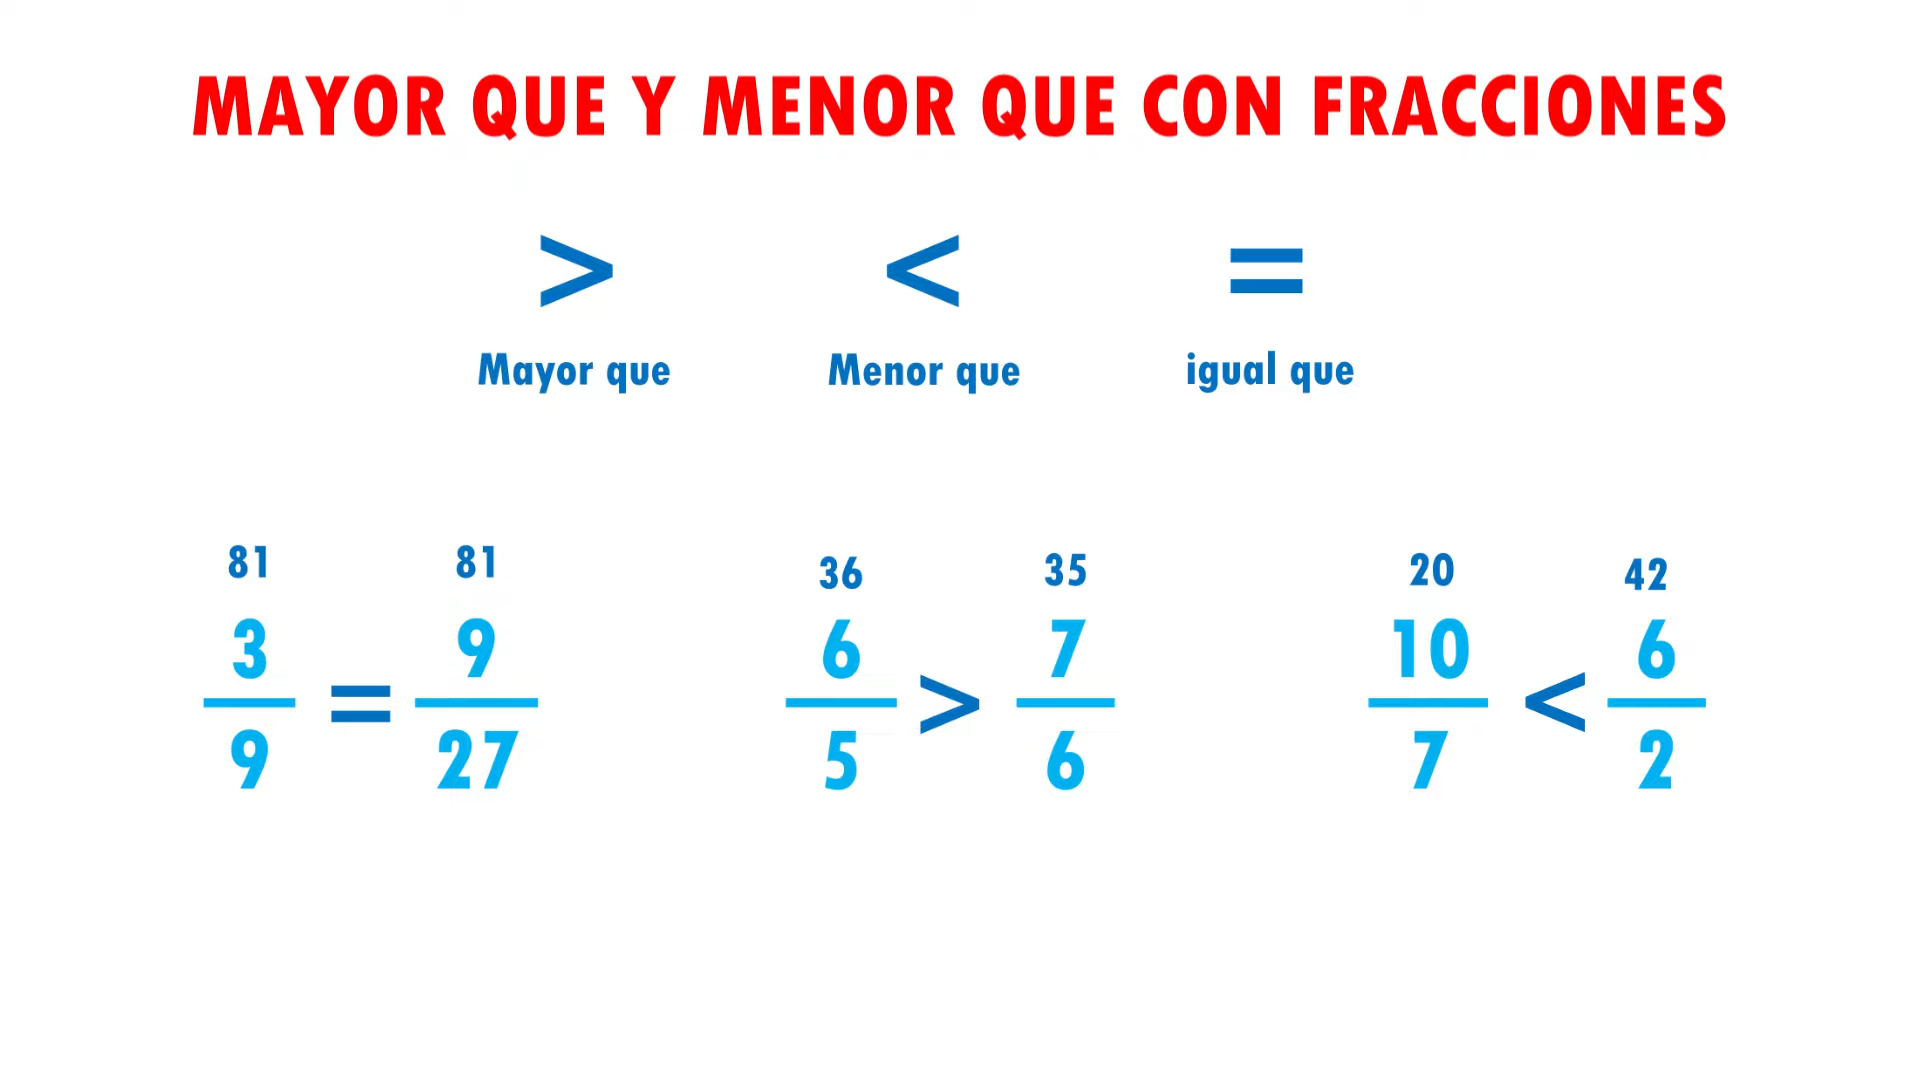 MAYOR QUE Y MENOR QUE CON FRACCIONES
> < =
Mayor que Menor que igual que
81 81 36 35 20 42
3 9 6 7 10 6
= > <
9 27 5 6 7 2